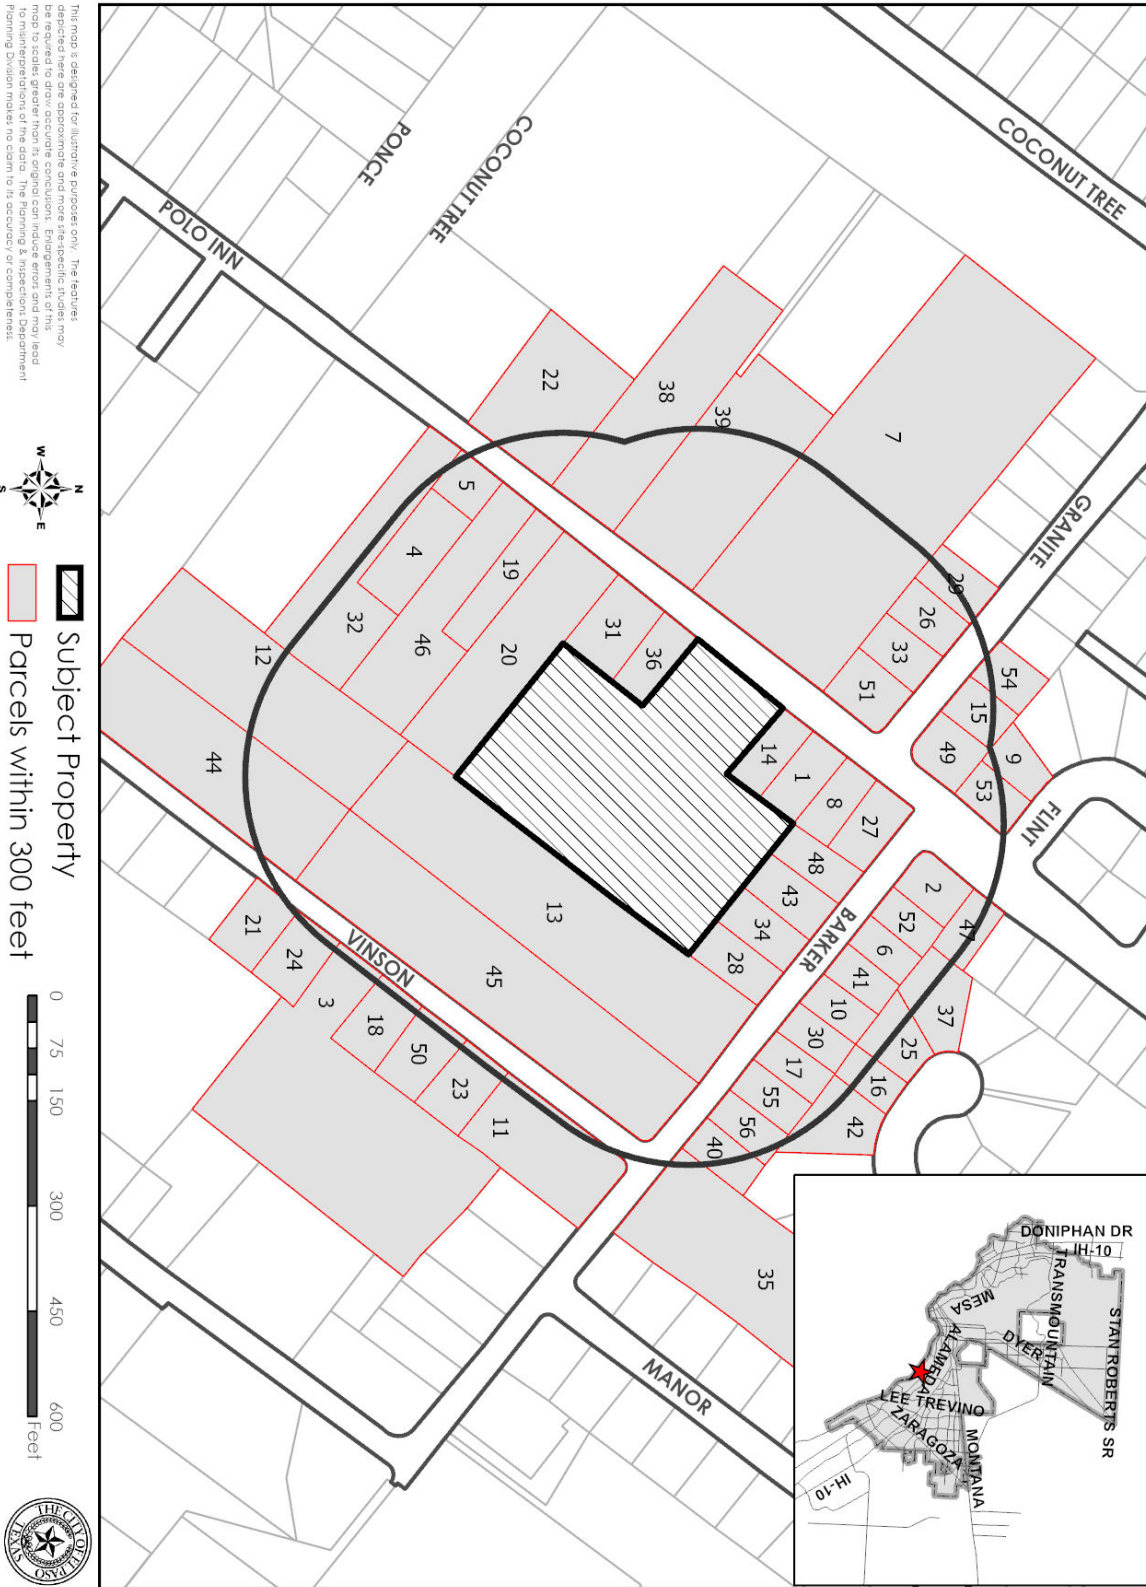 COCONUT TREE
COCONUT TREE
PONCE
POLO INN
GRANITE
FLINT
BARKER
VINSON
MANOR
22
38
39
7
5
4
19
32
46
20
31
36
12
44
29
26
33
51
54
15
9
49
53
14
1
8
27
48
43
34
28
13
45
2
47
52
6
41
10
30
17
55
56
40
37
25
16
42
35
21
24
3
18
50
23
11
DONIPHAN DR
IH-10
TRANSMOUNTAIN
STAN ROBERTS SR
MESA
DYER
ALAMEDA
LEE TREVINO
ZARAGOZA
MONTANA
IH-10
This map is designed for illustrative purposes only. The features
depicted here are approximate and more site-specific studies may
be required to draw accurate conclusions. Enlargements of this
map to scales greater than its original can induce errors and may lead
to misinterpretations of the data. The Planning & Inspections Department
Planning Division makes no claim to its accuracy or completeness.
N
W
E
S
Subject Property
Parcels within 300 feet
0 75 150 300 450 600
Feet
THE CITY OF EL PASO
TEXAS